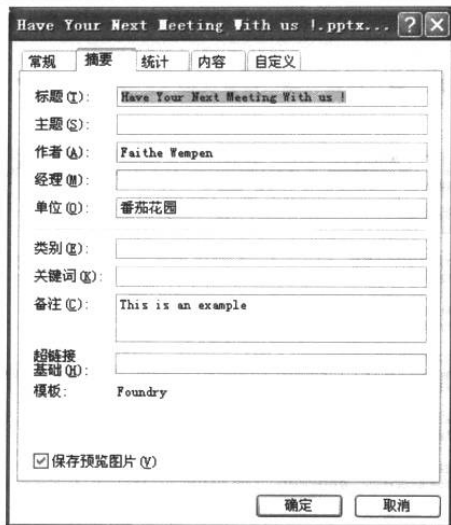 Have Your Next Meeting With us !.pptx...
常规 摘要 统计 内容 自定义
标题(T): Have Your Next Meeting With us !
主题(S):
作者(A): Faithe Wempen
经理(M):
单位(O): 番茄花园
类别(E):
关键词(K):
备注(C): This is an example
超链接
基础(H):
模板: Foundry
保存预览图片(V)
确定 取消